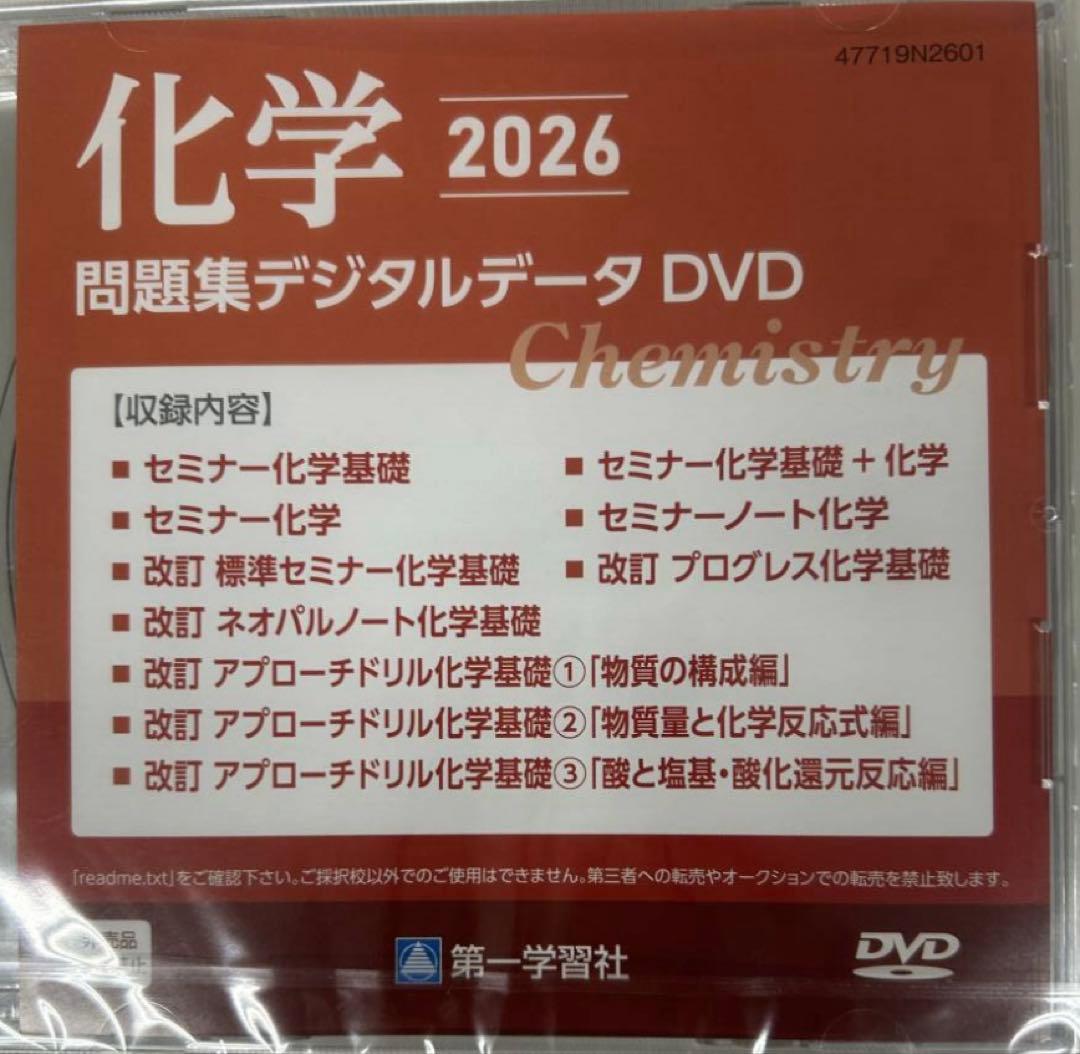 47719N2601
化学 2026
問題集デジタルデータ DVD
Chemistry
【収録内容】
■ セミナー化学基礎
■ セミナー化学基礎 + 化学
■ セミナー化学
■ セミナーノート化学
■ 改訂 標準セミナー化学基礎
■ 改訂 プログレス化学基礎
■ 改訂 ネオパルノート化学基礎
■ 改訂 アプローチドリル化学基礎①「物質の構成編」
■ 改訂 アプローチドリル化学基礎②「物質量と化学反応式編」
■ 改訂 アプローチドリル化学基礎③「酸と塩基・酸化還元反応編」
「readme.txt」をご確認下さい。ご採択校以外でのご使用はできません。第三者への転売やオークションでの転売を禁止致します。
売品
第一学習社
DVD